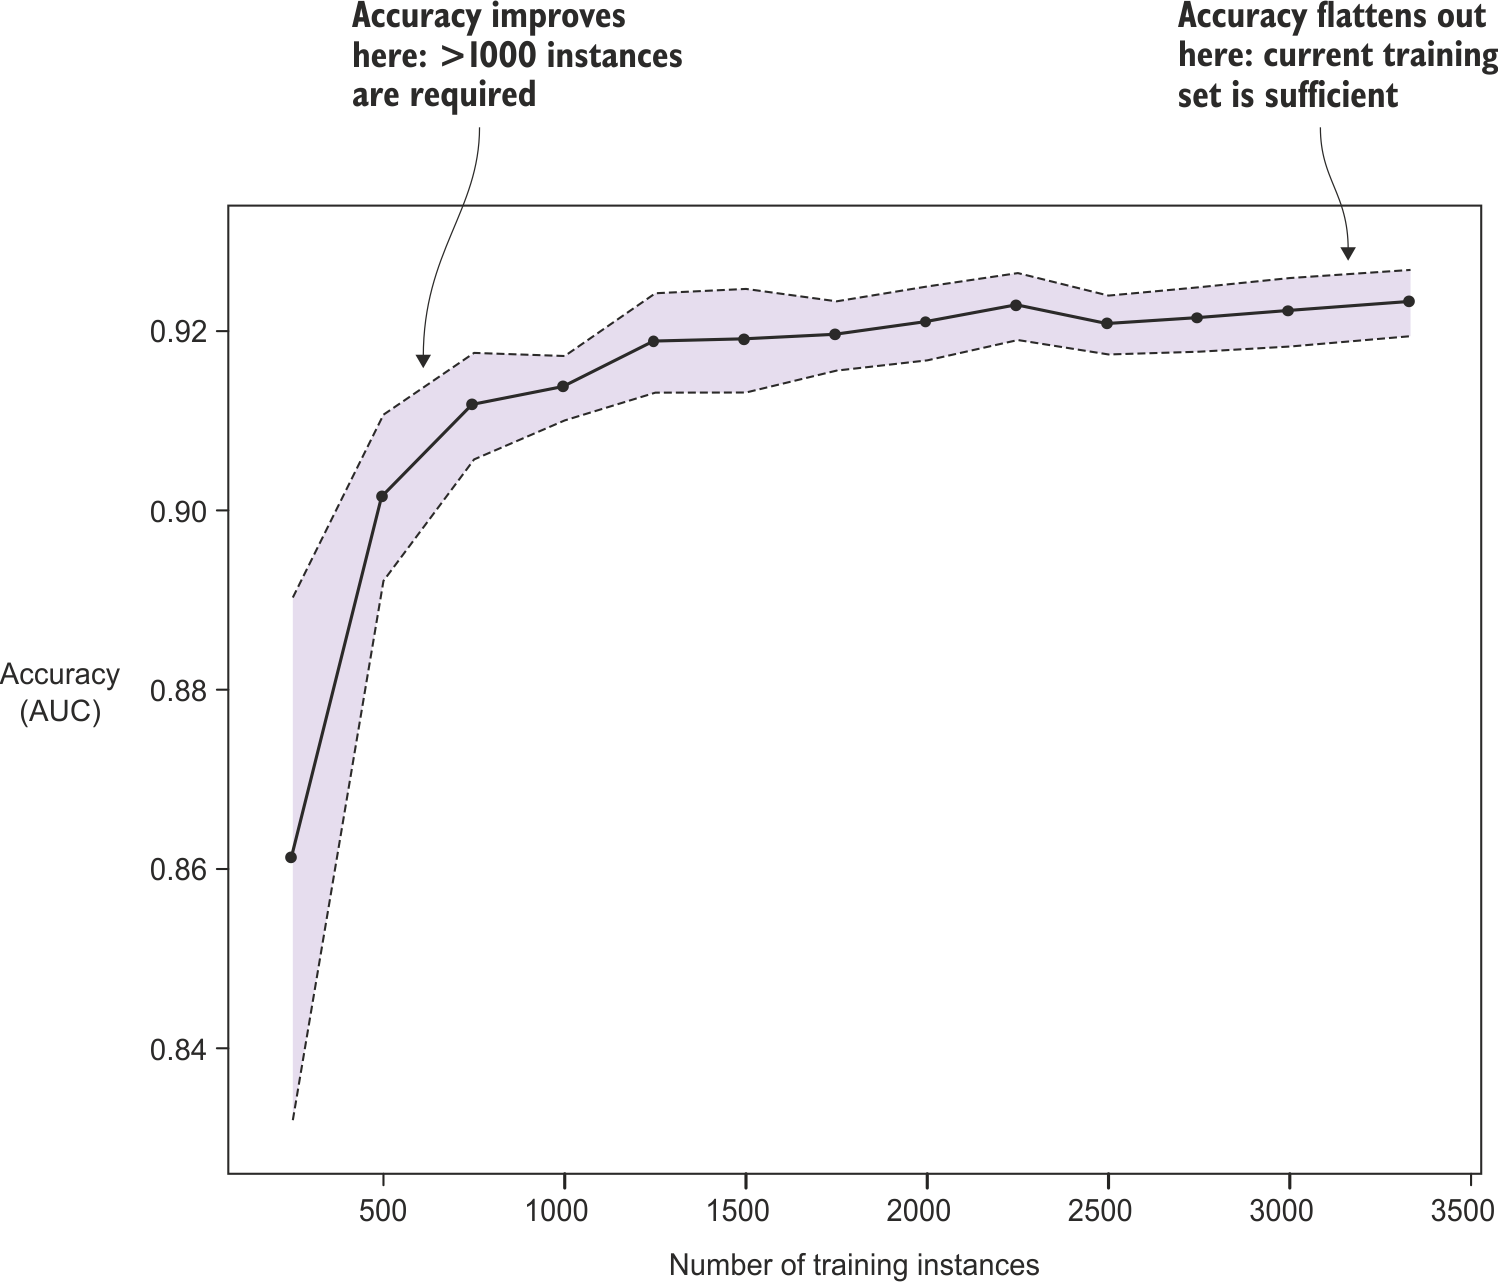 Accuracy improves
here: >1000 instances
are required
Accuracy flattens out
here: current training
set is sufficient
0.92
0.90
0.88
0.86
0.84
Accuracy
(AUC)
500
1000
1500
2000
2500
3000
3500
Number of training instances